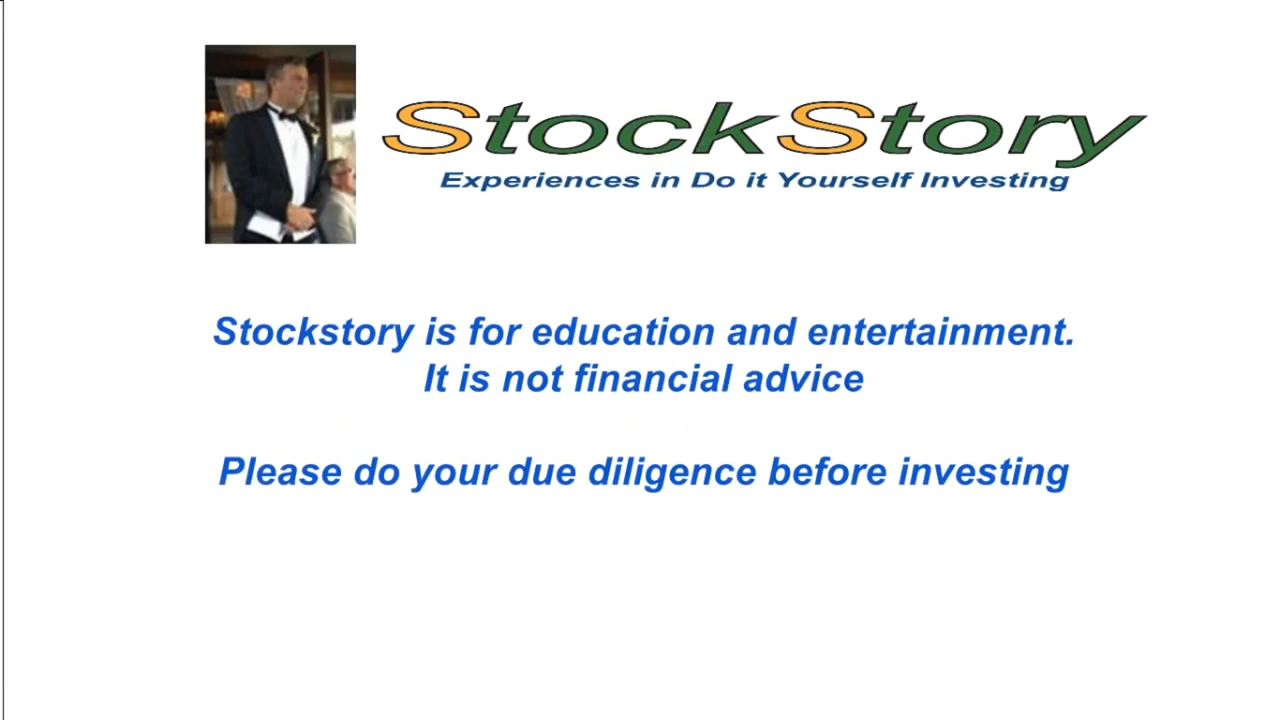 StockStory
Experiences in Do it Yourself Investing
Stockstory is for education and entertainment.
It is not financial advice
Please do your due diligence before investing